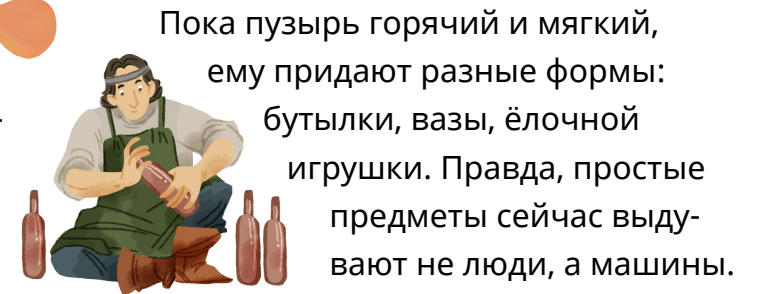 Пока пузырь горячий и мягкий,
ему придают разные формы:
бутылки, вазы, ёлочной
игрушки. Правда, простые
предметы сейчас выду-
вают не люди, а машины.